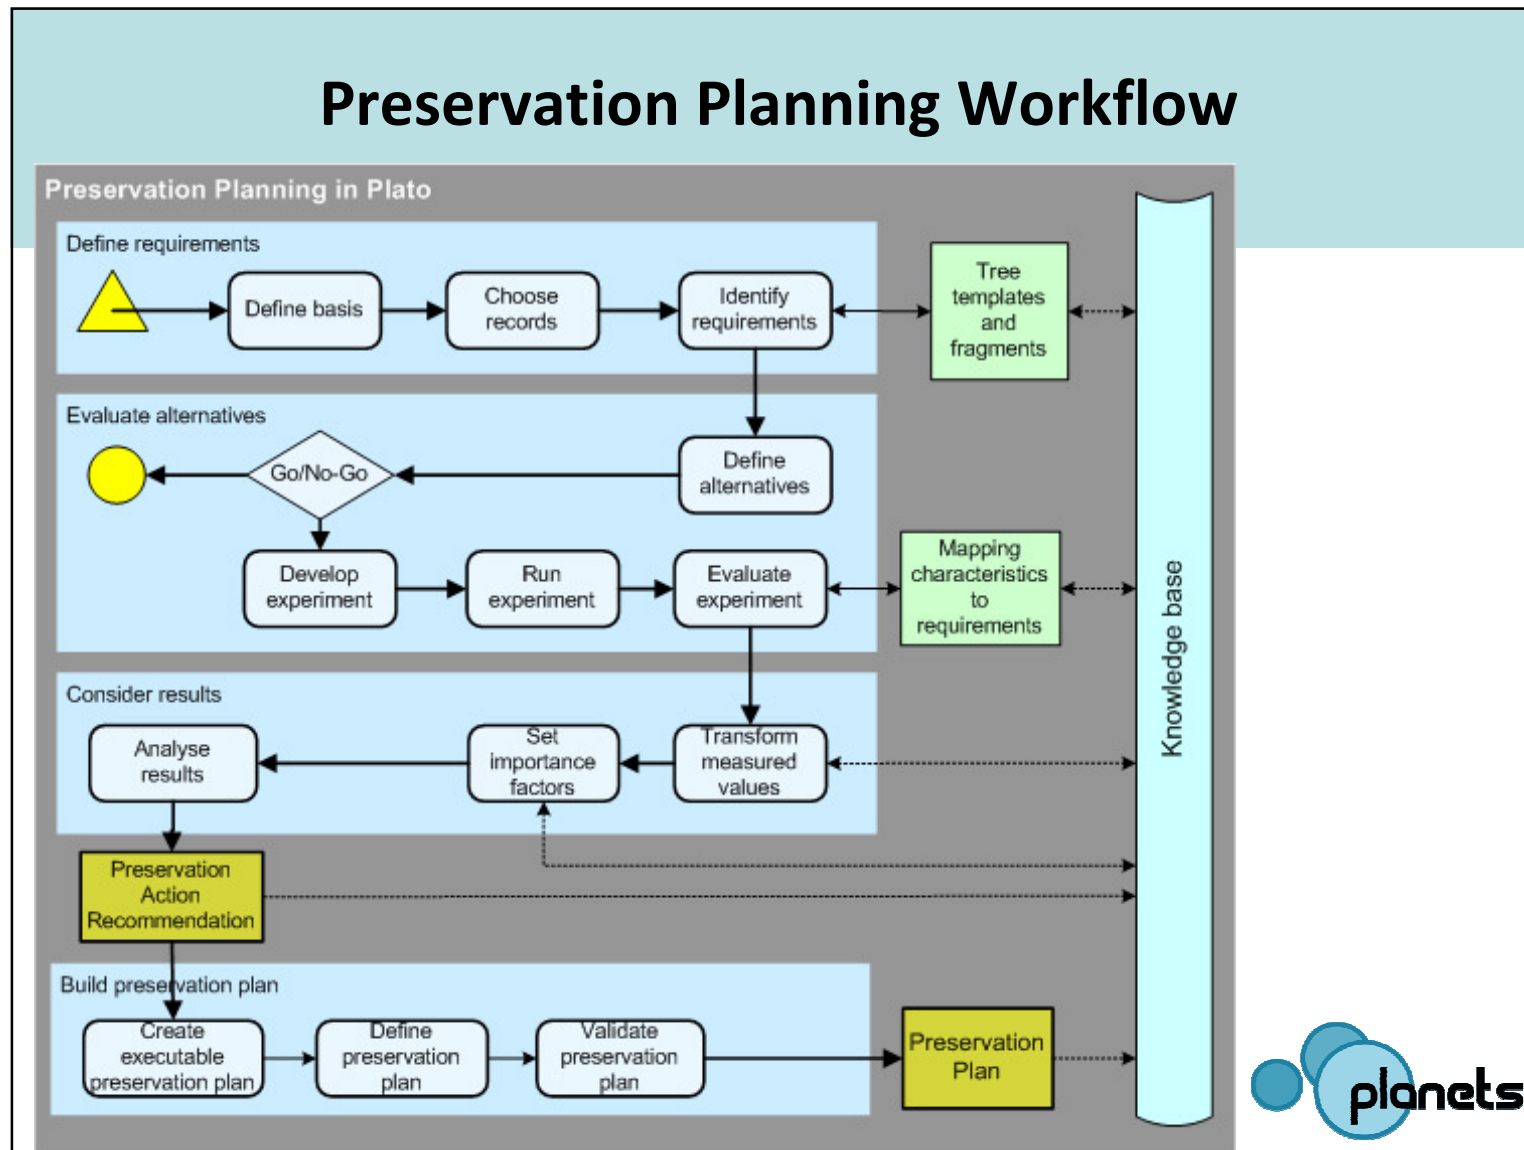 Preservation Planning Workflow
Preservation Planning in Plato
Define requirements
Define basis
Choose
records
Identify
requirements
Tree
templates
and
fragments
Evaluate alternatives
Go/No-Go
Define
alternatives
Develop
experiment
Run
experiment
Evaluate
experiment
Mapping
characteristics
to
requirements
Knowledge base
Consider results
Analyse
results
Set
importance
factors
Transform
measured
values
Preservation
Action
Recommendation
Build preservation plan
Create
executable
preservation plan
Define
preservation
plan
Validate
preservation
plan
Preservation
Plan
planets